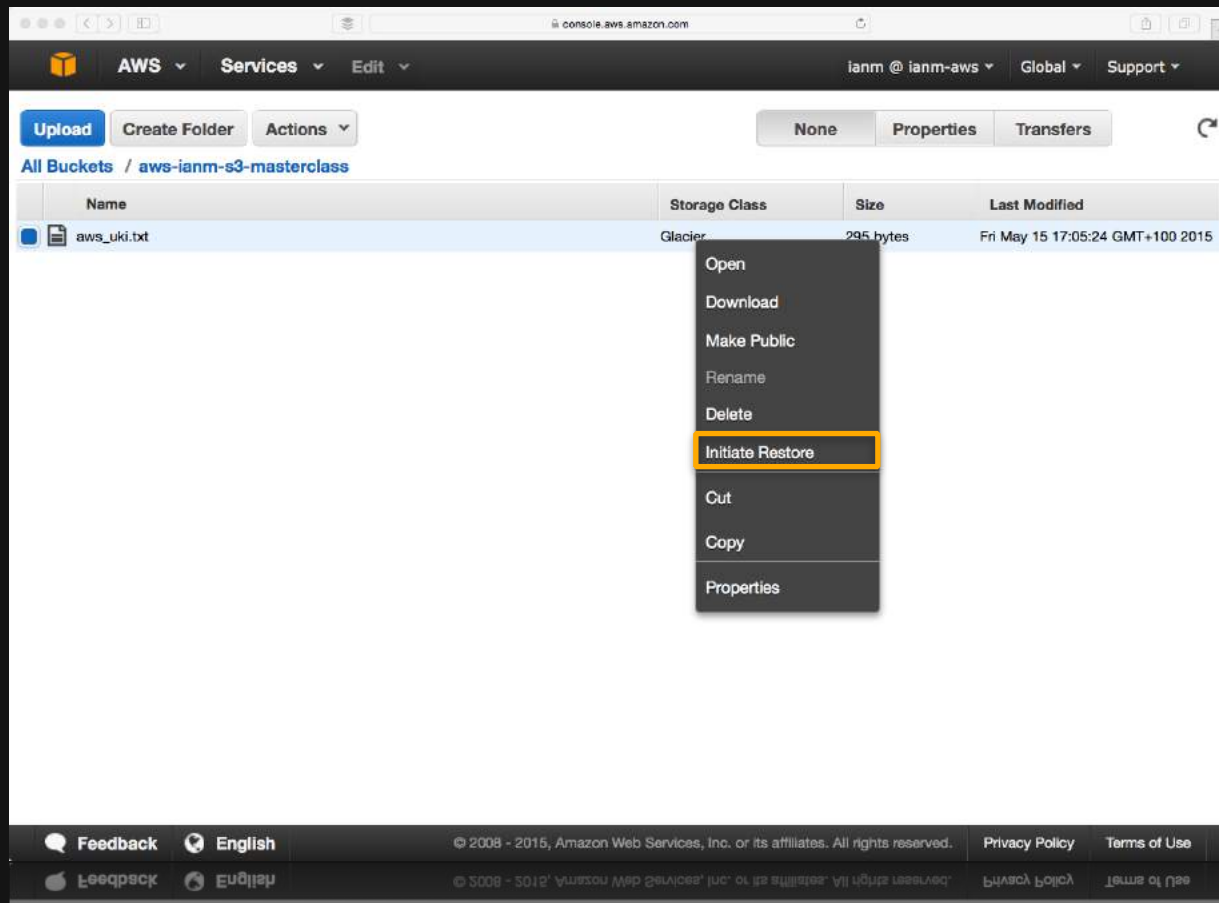 console.aws.amazon.com
AWS Services Edit ianm @ ianm-aws Global Support
Upload Create Folder Actions None Properties Transfers
All Buckets / aws-ianm-s3-masterclass
Name Storage Class Size Last Modified
aws_uki.txt Glacier 295 bytes Fri May 15 17:05:24 GMT+100 2015
Open
Download
Make Public
Rename
Delete
Initiate Restore
Cut
Copy
Properties
Feedback English © 2008 - 2015, Amazon Web Services, Inc. or its affiliates. All rights reserved. Privacy Policy Terms of Use